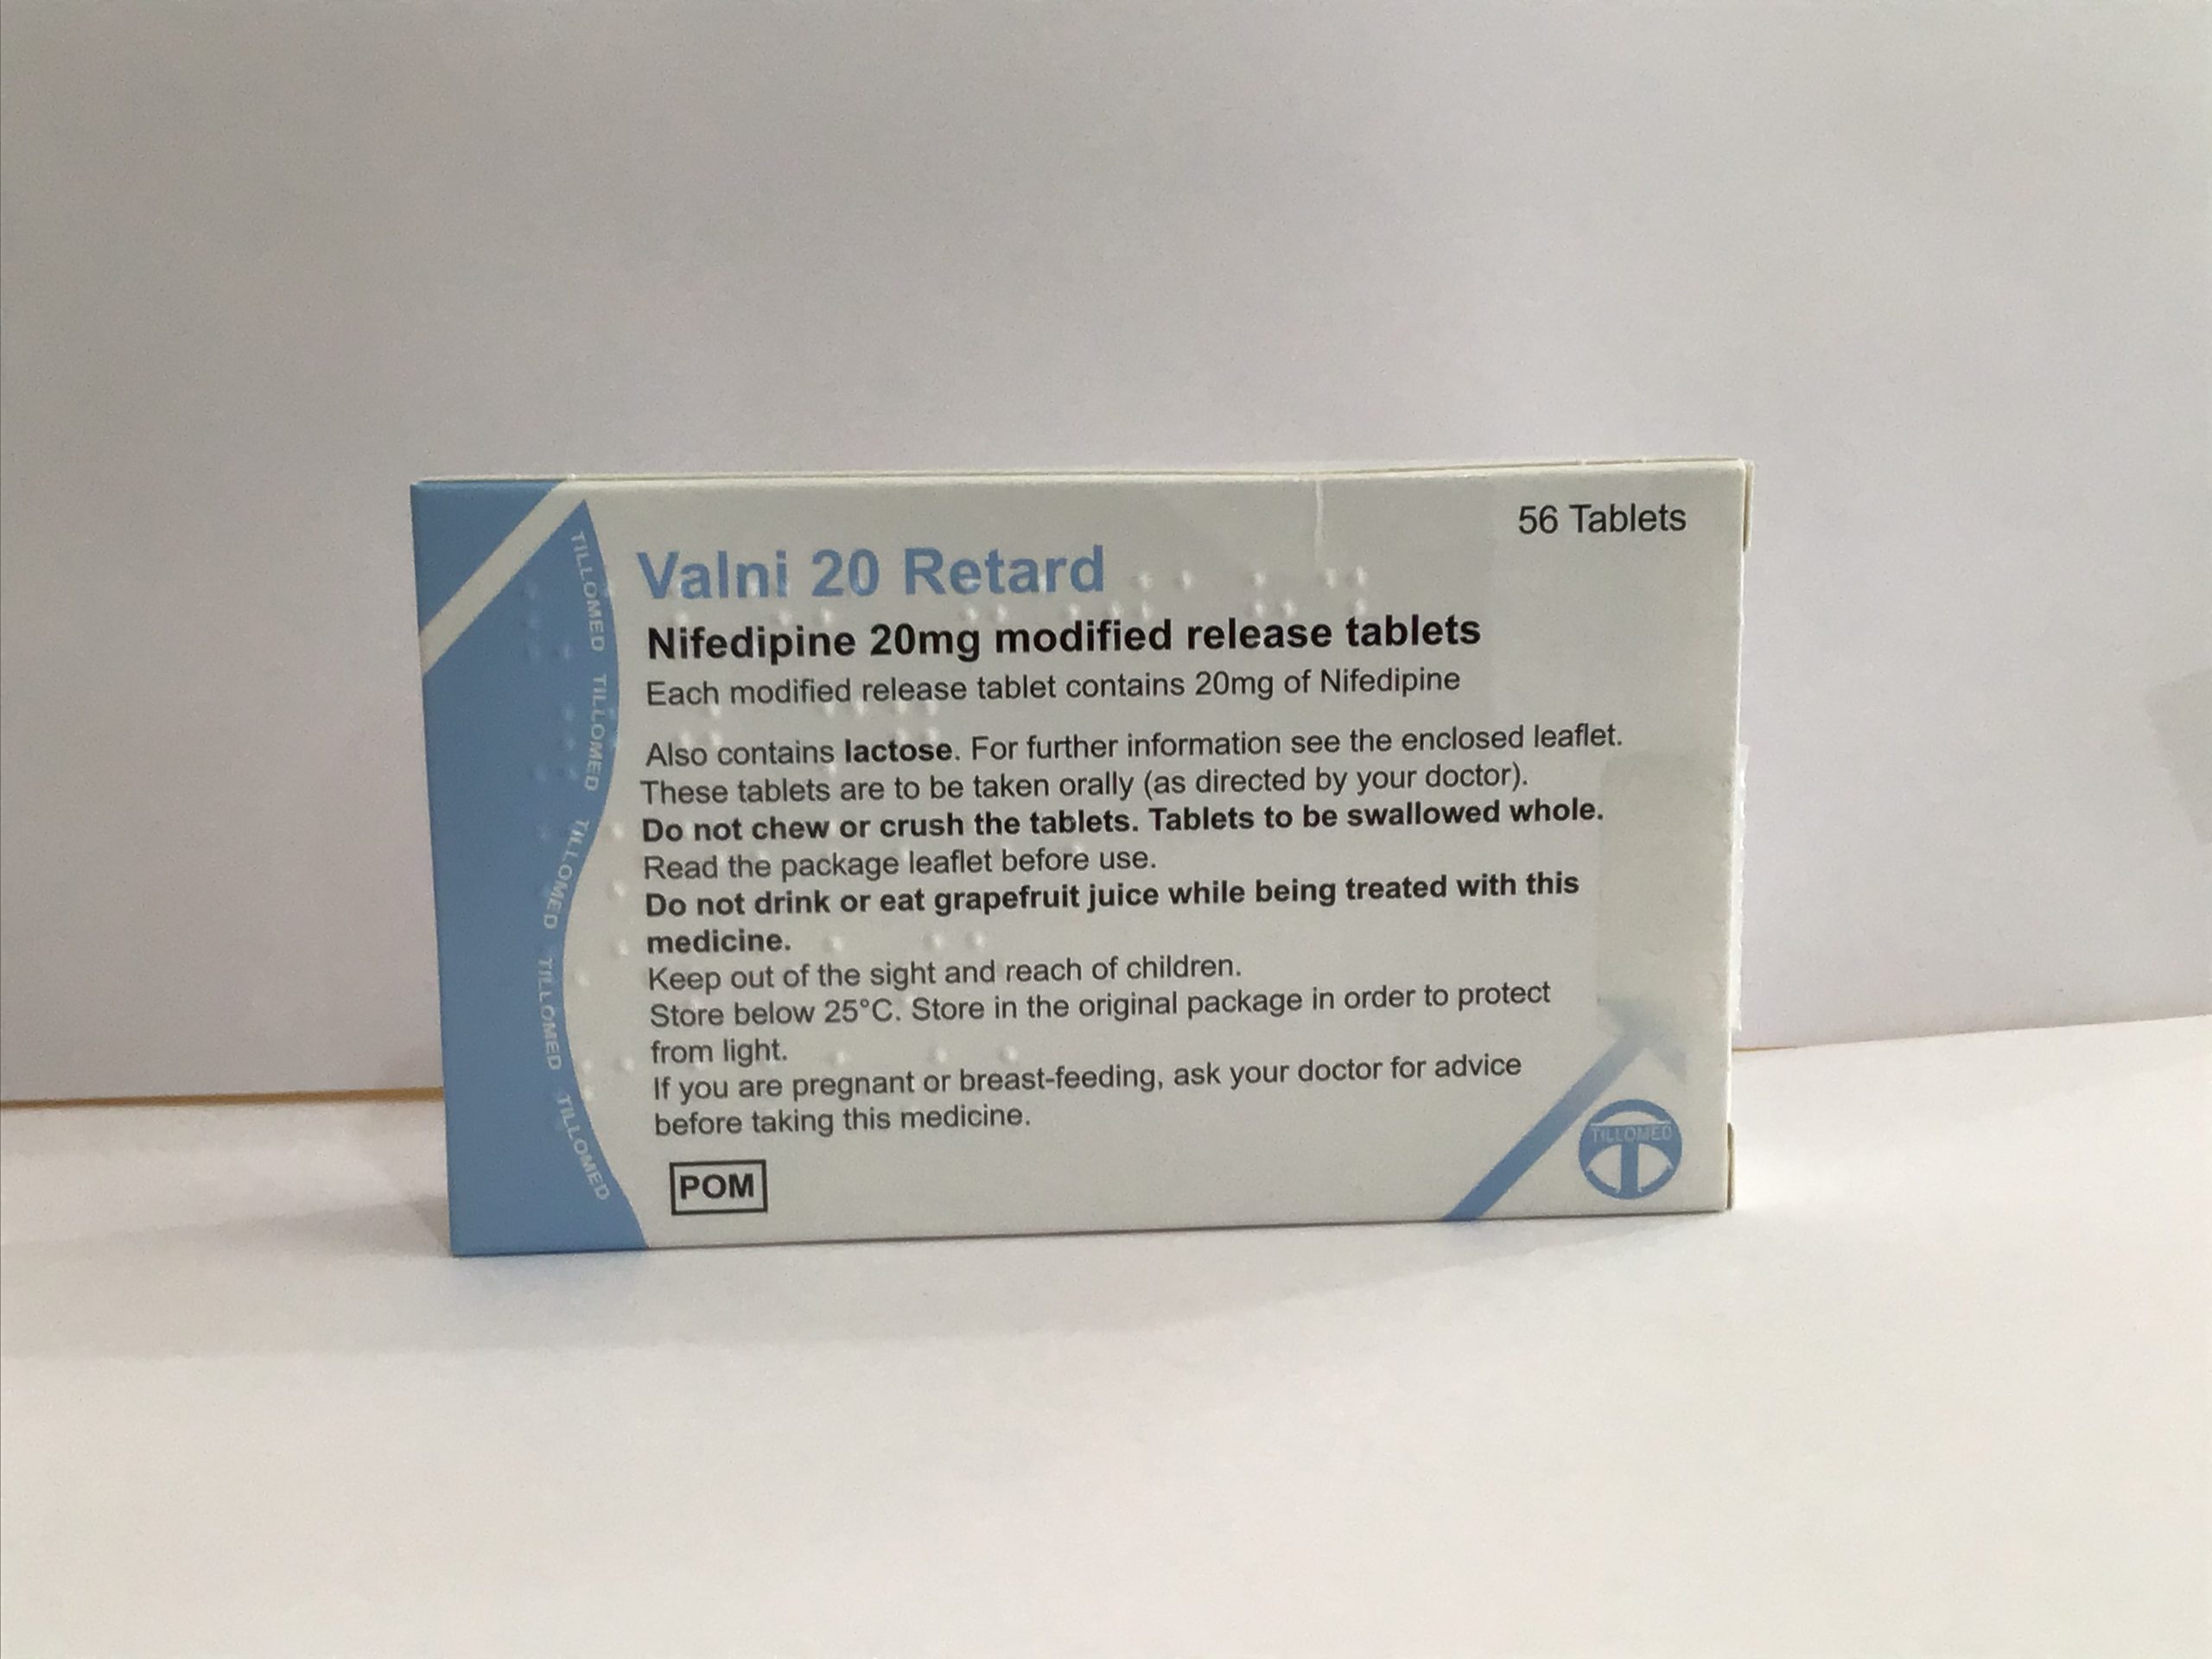 56 Tablets
Valni 20 Retard
Nifedipine 20mg modified release tablets
Each modified release tablet contains 20mg of Nifedipine
Also contains lactose. For further information see the enclosed leaflet.
These tablets are to be taken orally (as directed by your doctor).
Do not chew or crush the tablets. Tablets to be swallowed whole.
Read the package leaflet before use.
Do not drink or eat grapefruit juice while being treated with this
medicine.
Keep out of the sight and reach of children.
Store below 25°C. Store in the original package in order to protect
from light.
If you are pregnant or breast-feeding, ask your doctor for advice
before taking this medicine.
POM
TILLOMED
TILLOMED TILLOMED TILLOMED TILLOMED TILLOMED